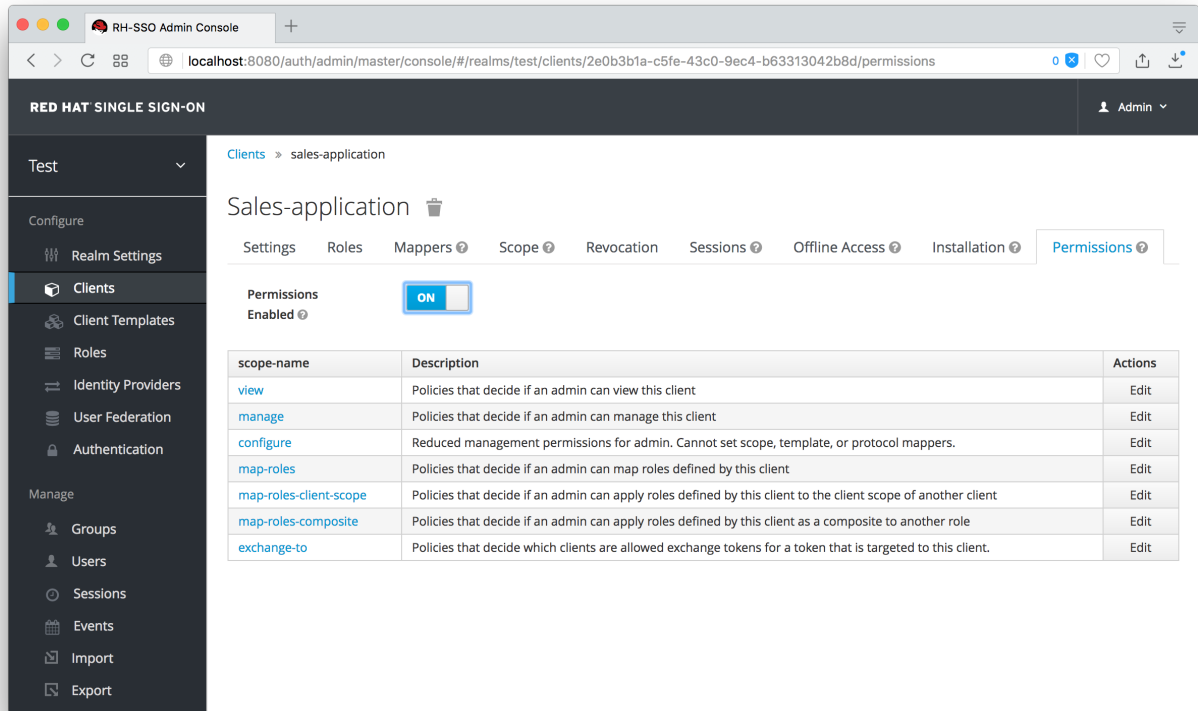 RH-SSO Admin Console
localhost:8080/auth/admin/master/console/#/realms/test/clients/2e0b3b1a-c5fe-43c0-9ec4-b63313042b8d/permissions 0
RED HAT SINGLE SIGN-ON Admin
Test
Configure
Realm Settings
Clients
Client Templates
Roles
Identity Providers
User Federation
Authentication
Manage
Groups
Users
Sessions
Events
Import
Export
Clients » sales-application
Sales-application
Settings Roles Mappers Scope Revocation Sessions Offline Access Installation Permissions
Permissions
Enabled
ON
scope-name Description Actions
view Policies that decide if an admin can view this client Edit
manage Policies that decide if an admin can manage this client Edit
configure Reduced management permissions for admin. Cannot set scope, template, or protocol mappers. Edit
map-roles Policies that decide if an admin can map roles defined by this client Edit
map-roles-client-scope Policies that decide if an admin can apply roles defined by this client to the client scope of another client Edit
map-roles-composite Policies that decide if an admin can apply roles defined by this client as a composite to another role Edit
exchange-to Policies that decide which clients are allowed exchange tokens for a token that is targeted to this client. Edit